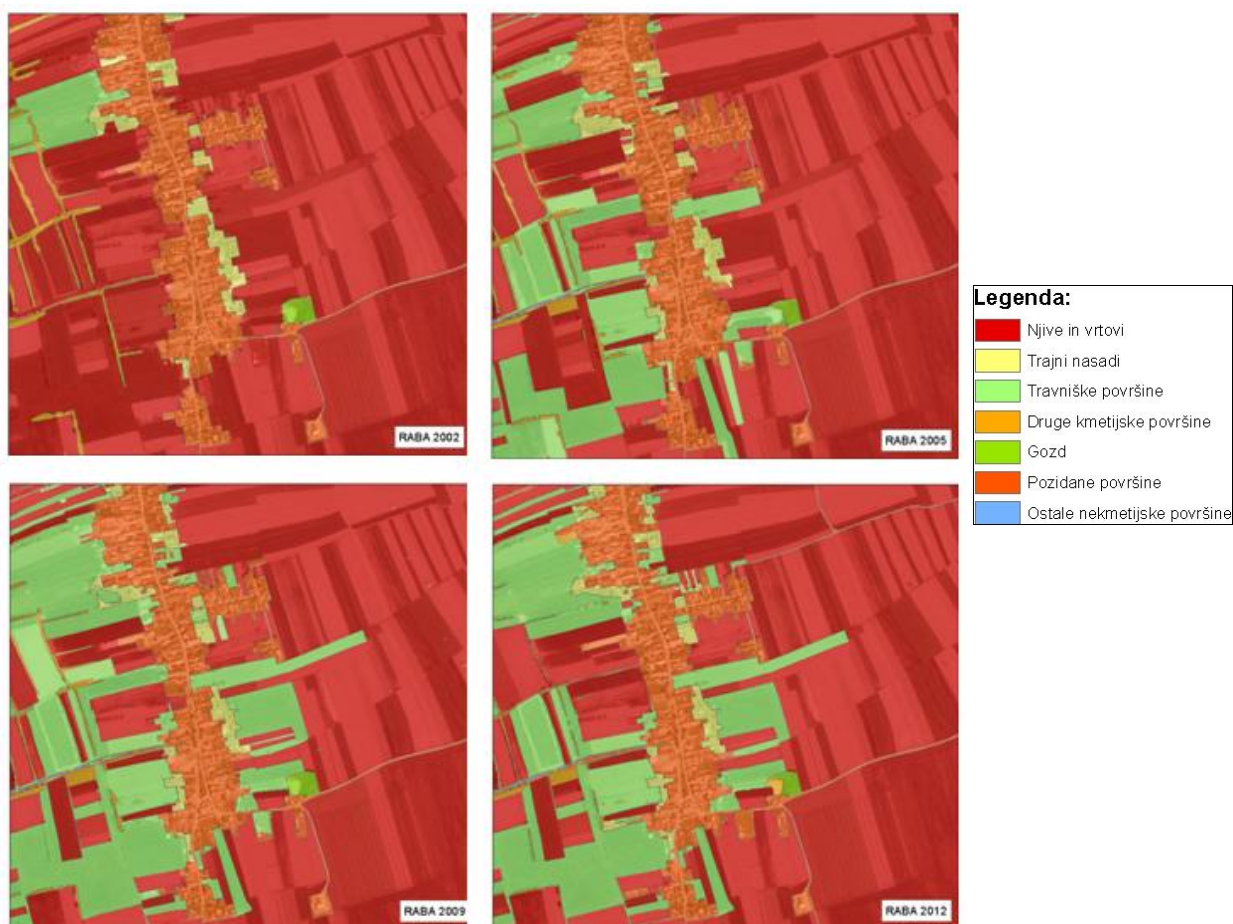 RABA 2002
RABA 2005
Legenda:
Njive in vrtovi
Trajni nasadi
Travniške površine
Druge kmetijske površine
Gozd
Pozidane površine
Ostale nekmetijske površine
RABA 2009
RABA 2012